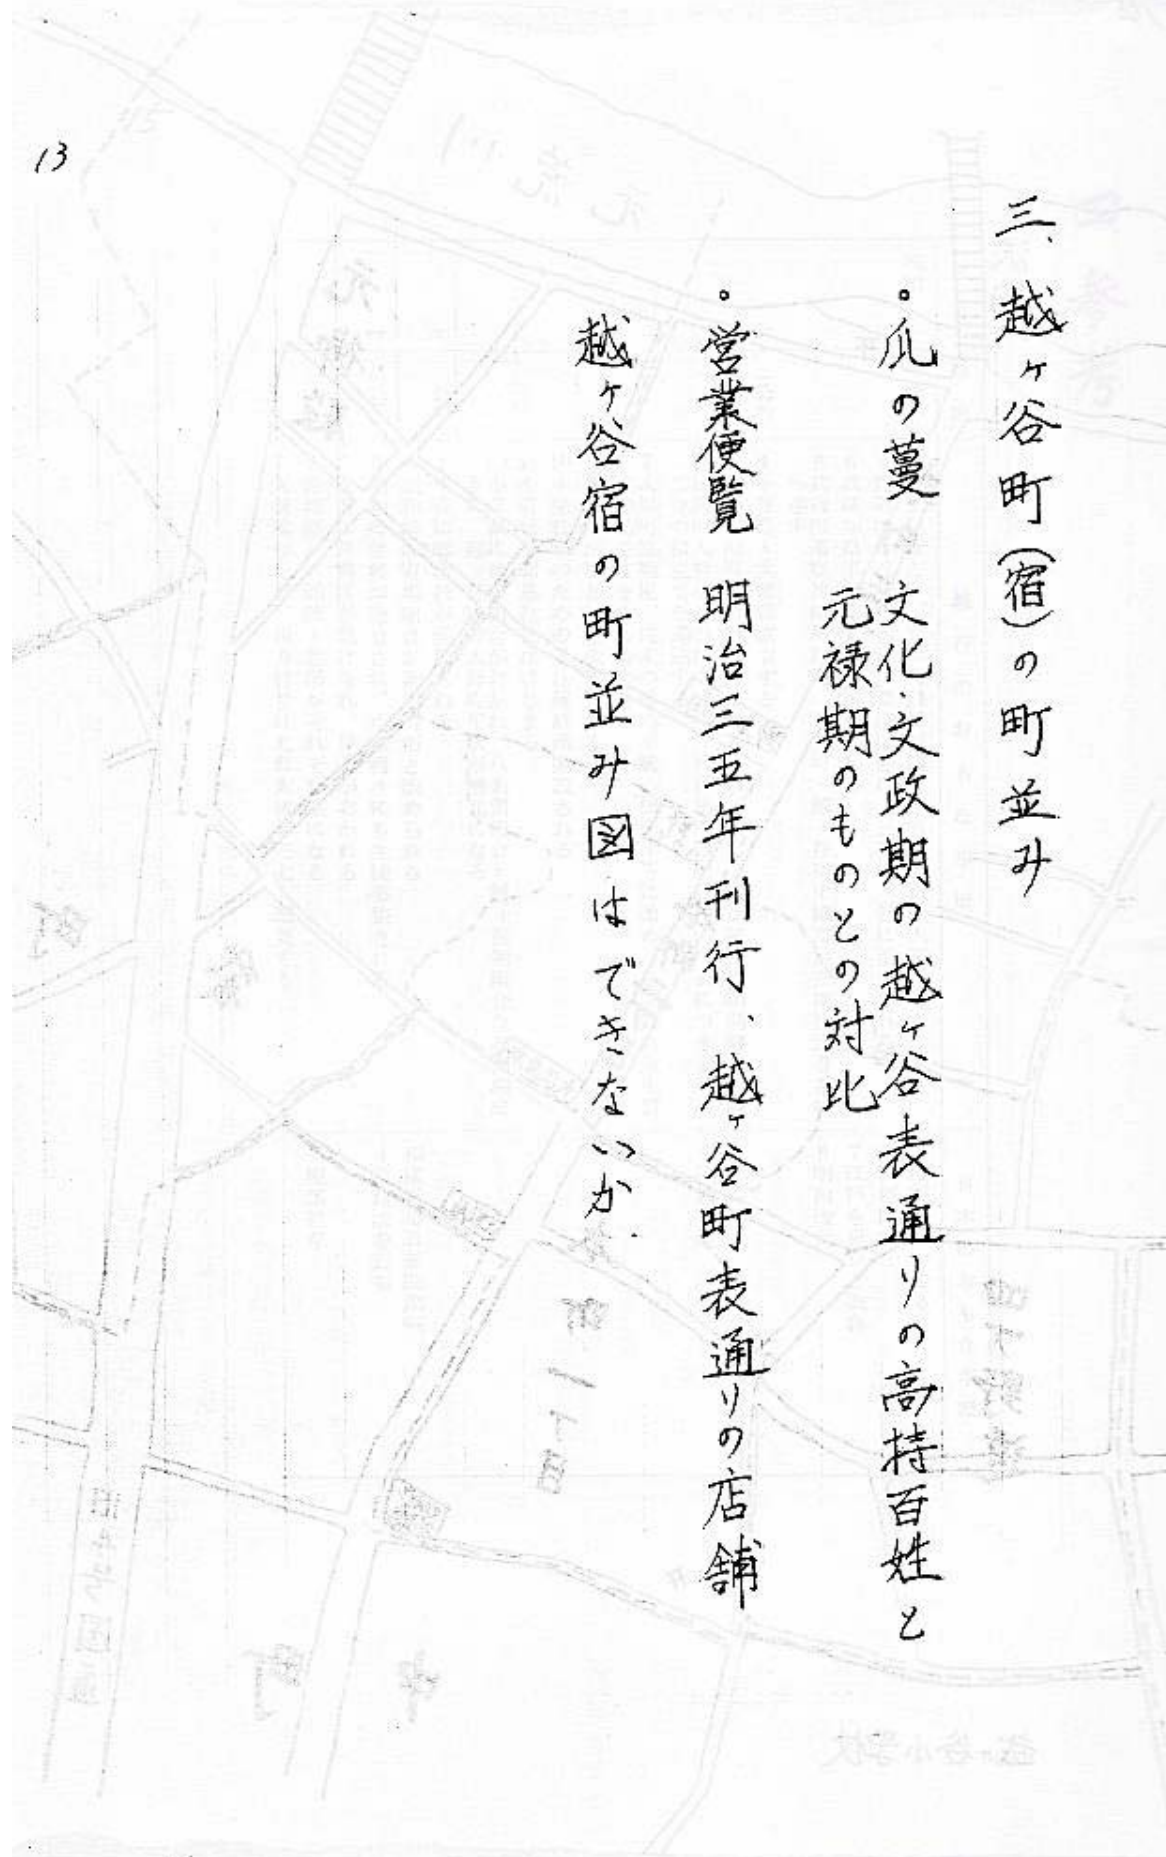 三、越ヶ谷町(宿)の町並み
。爪の蔓 文化・文政期の越ヶ谷表通りの高持百姓と
元禄期のものとの対比
。営業便覧 明治三五年刊行、越ヶ谷町表通りの店舗
越ヶ谷宿の町並み図はできないか.
13